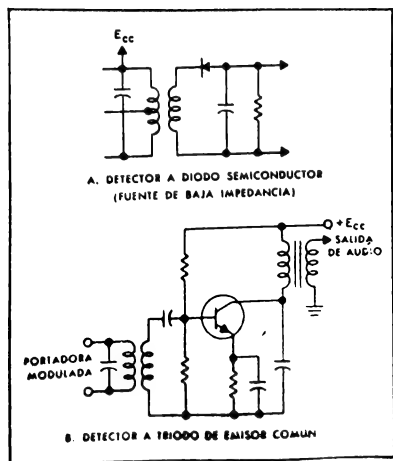 Ecc
A. DETECTOR A DIODO SEMICONDUCTOR
(FUENTE DE BAJA IMPEDANCIA)
+Ecc
SALIDA
DE AUDIO
PORTADORA
MODULADA
B. DETECTOR A TRIODO DE EMISOR COMUN